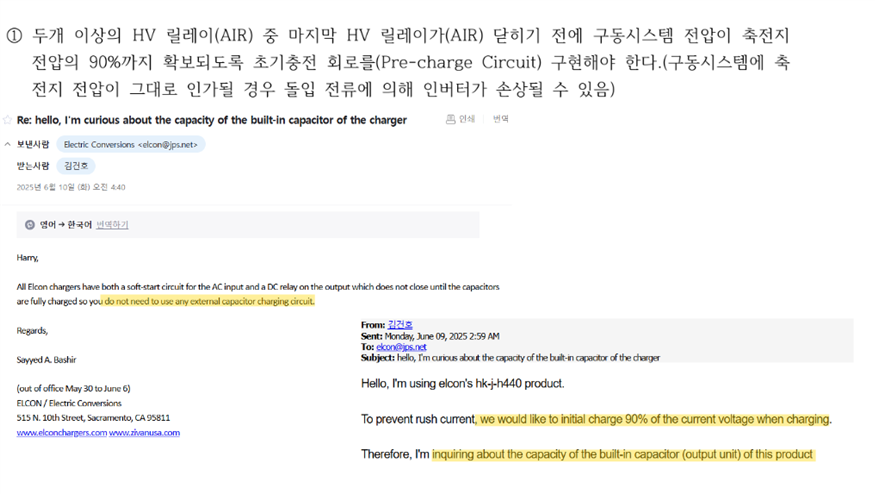 ① 두개 이상의 HV 릴레이(AIR) 중 마지막 HV 릴레이가(AIR) 닫히기 전에 구동시스템 전압이 축전지
전압의 90%까지 확보되도록 초기충전 회로를(Pre-charge Circuit) 구현해야 한다.(구동시스템에 축
전지 전압이 그대로 인가될 경우 돌입 전류에 의해 인버터가 손상될 수 있음)
Re: hello, I'm curious about the capacity of the built-in capacitor of the charger
인쇄 번역
보낸사람 Electric Conversions <elcon@jps.net>
받는사람 김건호
2025년 6월 10일 (화) 오전 4:40
영어 → 한국어 번역하기
Harry,
All Elcon chargers have both a soft-start circuit for the AC input and a DC relay on the output which does not close until the capacitors
are fully charged so you do not need to use any external capacitor charging circuit.
Regards,
Sayyed A. Bashir
(out of office May 30 to June 6)
ELCON / Electric Conversions
515 N. 10th Street, Sacramento, CA 95811
www.elconchargers.com www.zivanusa.com
From: 김건호
Sent: Monday, June 09, 2025 2:59 AM
To: elcon@jps.net
Subject: hello, I'm curious about the capacity of the built-in capacitor of the charger
Hello, I'm using elcon's hk-j-h440 product.
To prevent rush current, we would like to initial charge 90% of the current voltage when charging.
Therefore, I'm inquiring about the capacity of the built-in capacitor (output unit) of this product